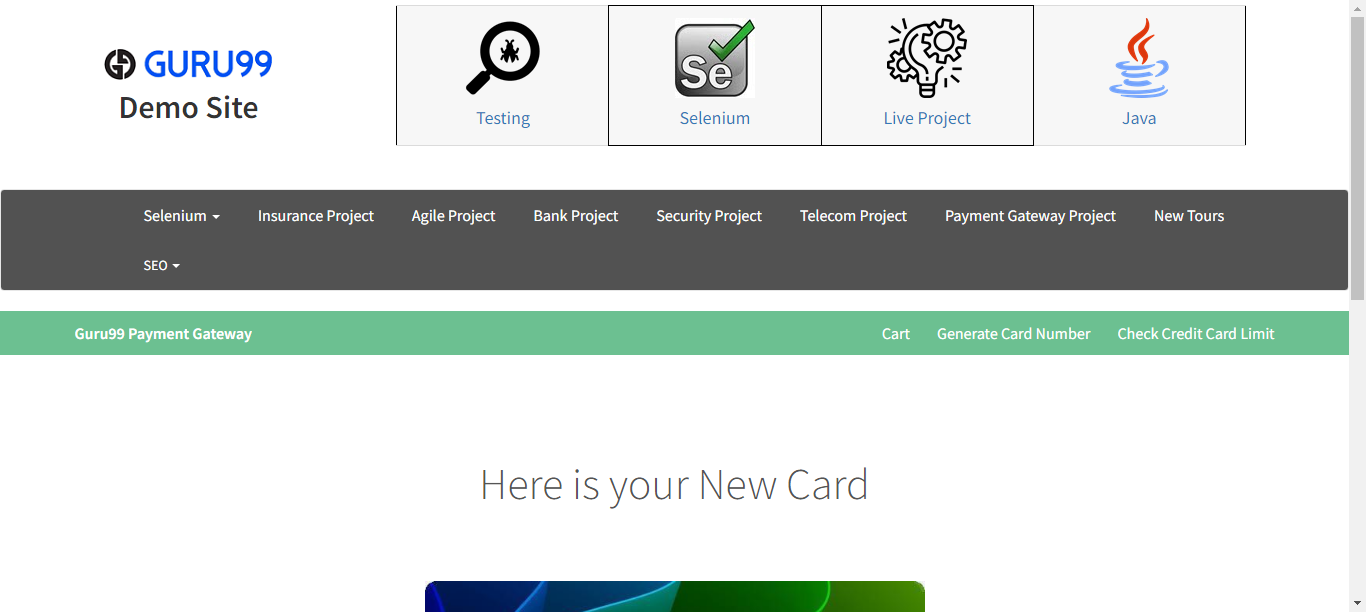 GURU99
Demo Site
Testing
Se
Selenium
Live Project
Java
Selenium
Insurance Project
Agile Project
Bank Project
Security Project
Telecom Project
Payment Gateway Project
New Tours
SEO
Guru99 Payment Gateway
Cart
Generate Card Number
Check Credit Card Limit
Here is your New Card